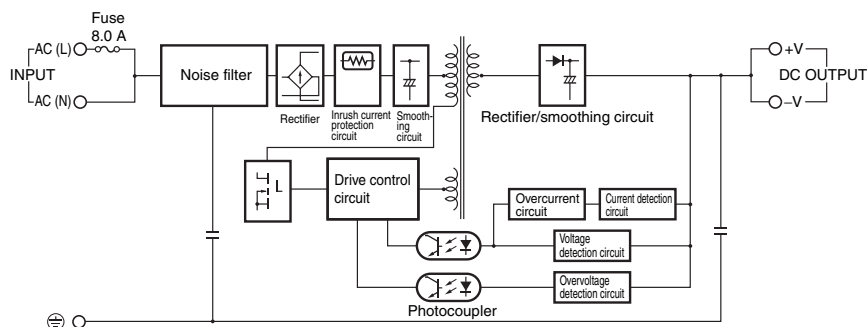 Fuse
8.0 A
AC (L)
INPUT
AC (N)
Noise filter
Rectifier
Inrush current
protection
circuit
Smooth-
ing
circuit
Rectifier/smoothing circuit
+V
DC OUTPUT
–V
Drive control
circuit
Overcurrent
circuit
Current detection
circuit
Voltage
detection circuit
Overvoltage
detection circuit
Photocoupler